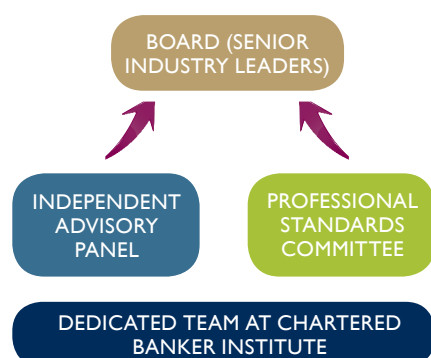 BOARD (SENIOR
INDUSTRY LEADERS)
INDEPENDENT
ADVISORY
PANEL
PROFESSIONAL
STANDARDS
COMMITTEE
DEDICATED TEAM AT CHARTERED
BANKER INSTITUTE